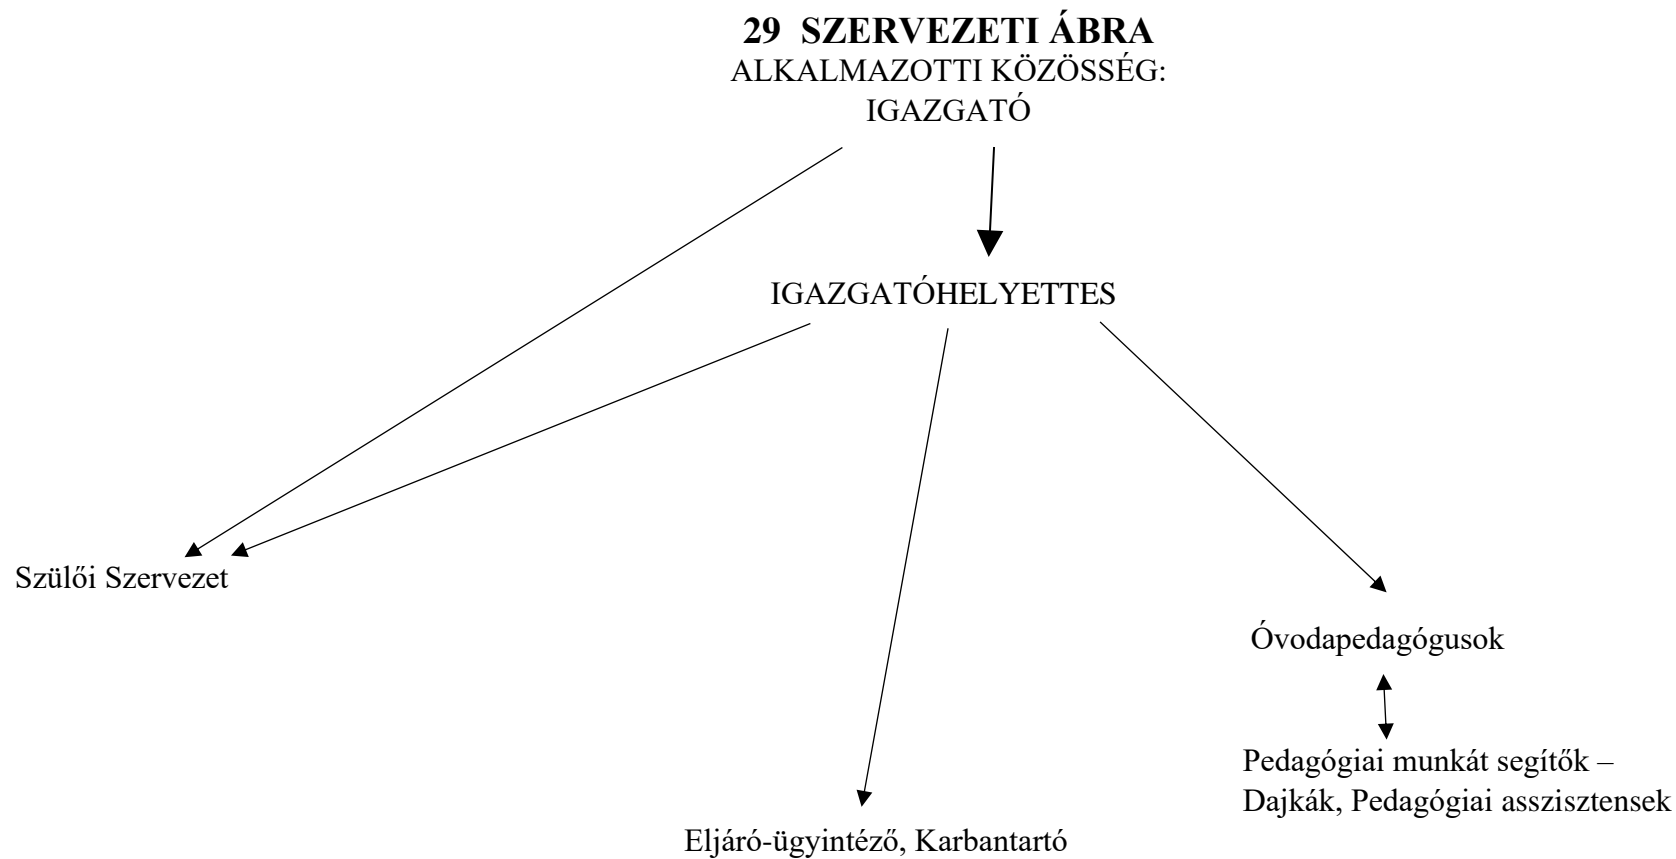 29 SZERVEZETI ÁBRA
ALKALMAZOTTI KÖZÖSSÉG:
IGAZGATÓ
IGAZGATÓHELYETTES
Szülői Szervezet
Óvodapedagógusok
Pedagógiai munkát segítők –
Dajkák, Pedagógiai asszisztensek
Eljáró-ügyintéző, Karbantartó